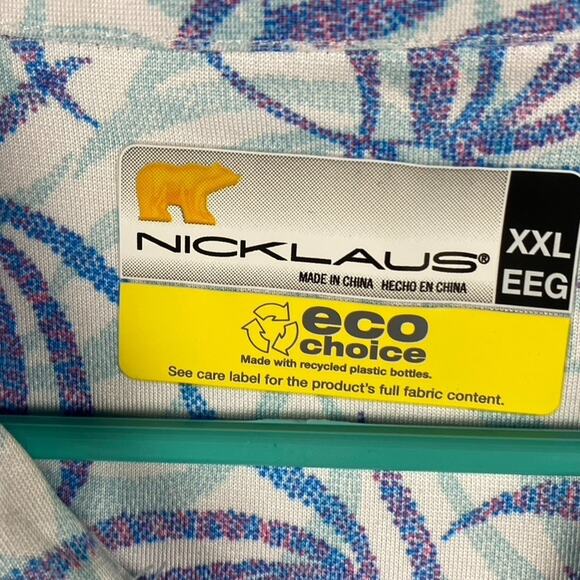 NICKLAUS®
XXL
EEG
MADE IN CHINA HECHO EN CHINA
eco
choice
Made with recycled plastic bottles.
See care label for the product's full fabric content.